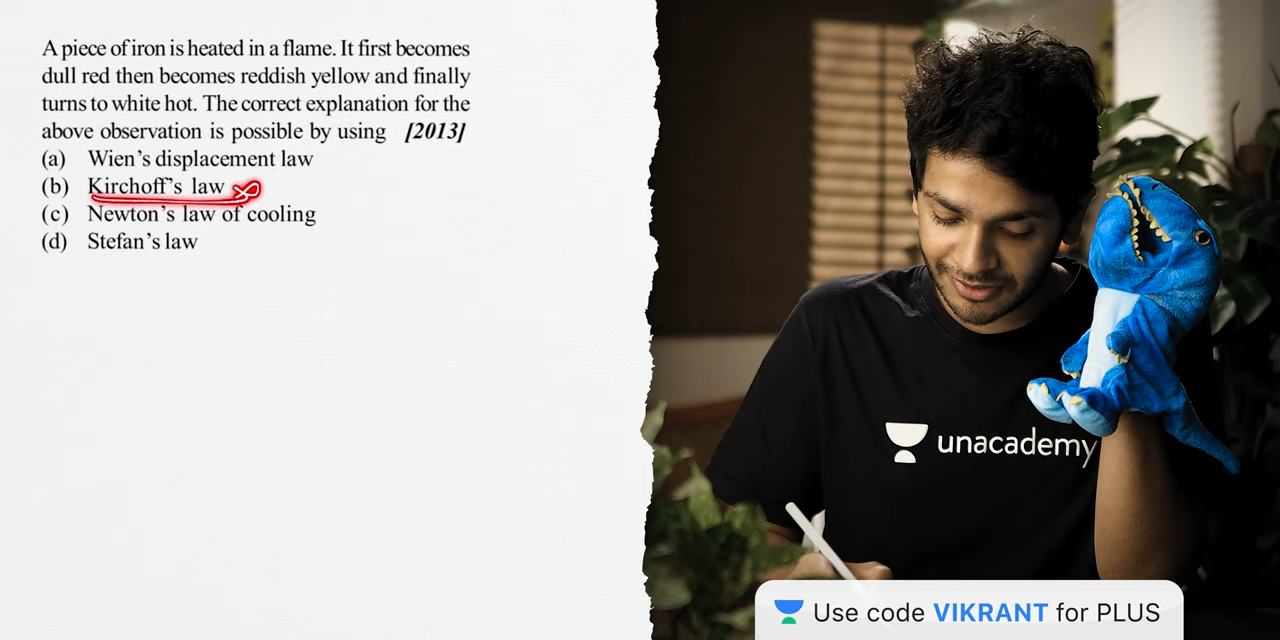 A piece of iron is heated in a flame. It first becomes
dull red then becomes reddish yellow and finally
turns to white hot. The correct explanation for the
above observation is possible by using [2013]
(a) Wien's displacement law
(b) Kirchoff's law
(c) Newton's law of cooling
(d) Stefan's law
unacademy
Use code VIKRANT for PLUS